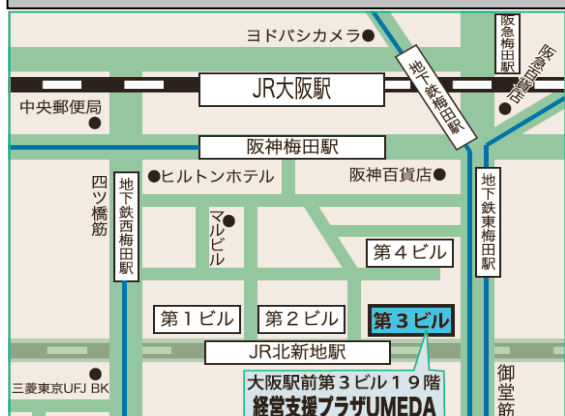 ヨドバシカメラ
阪急梅田駅
阪急百貨店
地下鉄梅田駅
JR大阪駅
中央郵便局
阪神梅田駅
ヒルトンホテル
阪神百貨店
四ツ橋筋
地下鉄西梅田駅
マルビル
地下鉄東梅田駅
第4ビル
第1ビル
第2ビル
第3ビル
JR北新地駅
三菱東京UFJ BK
大阪駅前第3ビル19階
経営支援プラザUMEDA
御堂筋